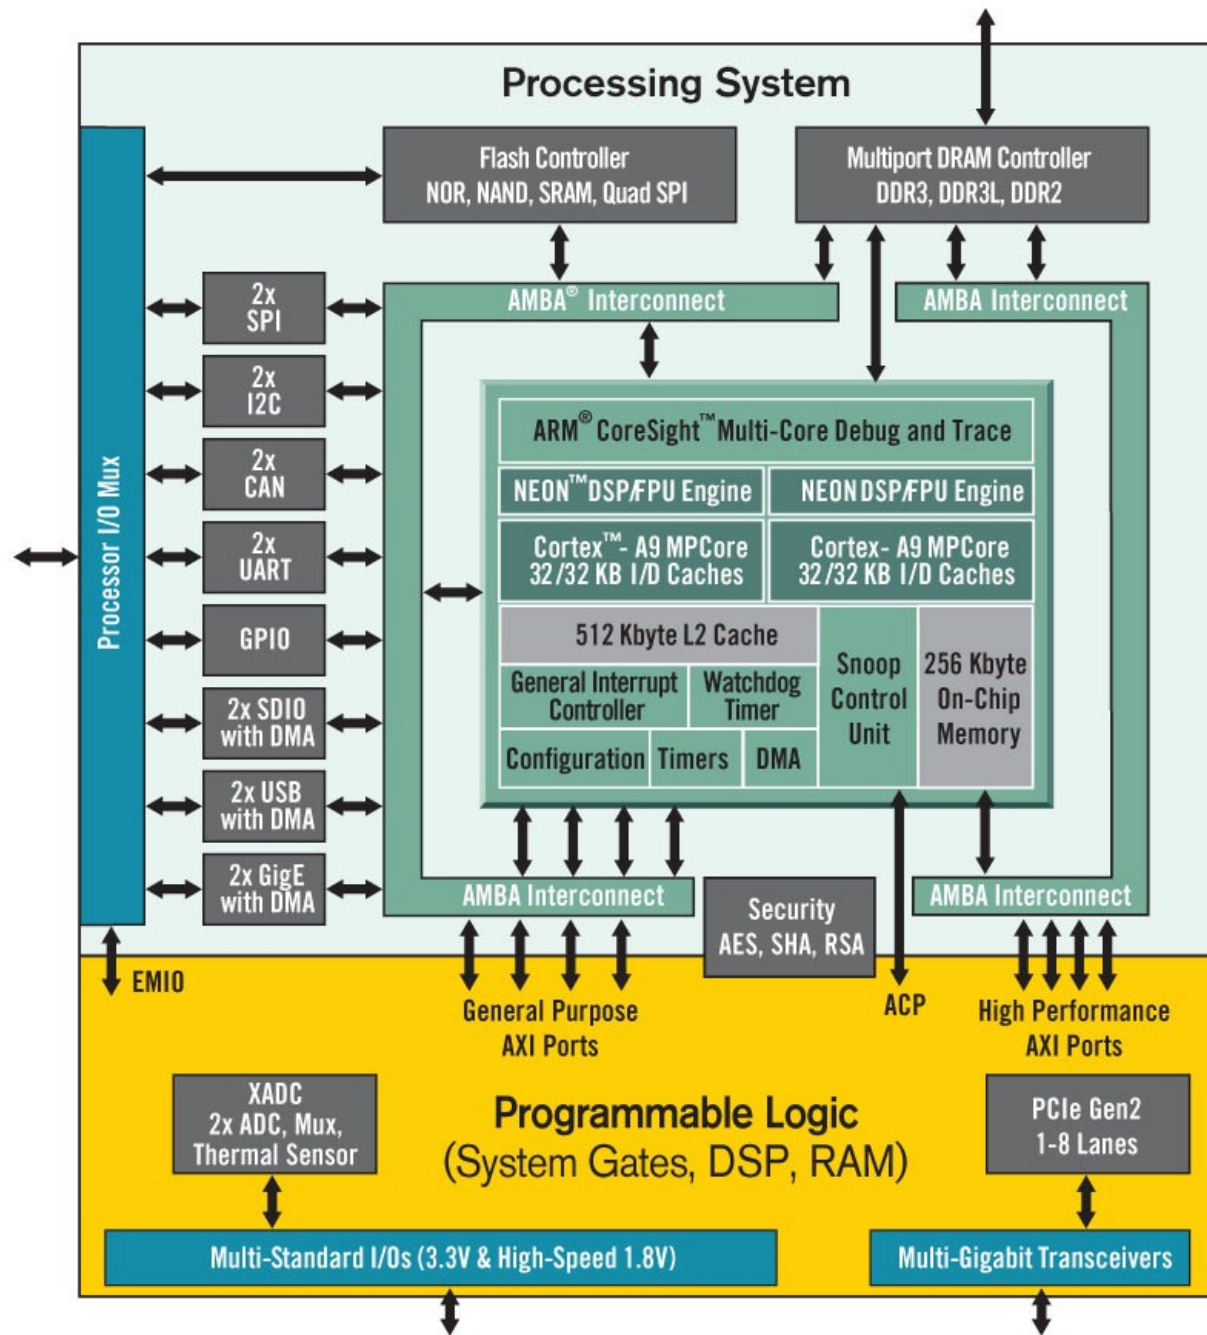 Processing System
Flash Controller
NOR, NAND, SRAM, Quad SPI
Multiport DRAM Controller
DDR3, DDR3L, DDR2
AMBA® Interconnect
AMBA Interconnect
Processor I/O Mux
2x
SPI
2x
I2C
2x
CAN
2x
UART
GPIO
2x SDIO
with DMA
2x USB
with DMA
2x GigE
with DMA
ARM® CoreSight™ Multi-Core Debug and Trace
NEON™ DSP/FPU Engine
NEON DSP/FPU Engine
Cortex™- A9 MPCore
32/32 KB I/D Caches
Cortex- A9 MPCore
32/32 KB I/D Caches
512 Kbyte L2 Cache
General Interrupt
Controller
Watchdog
Timer
Configuration
Timers
DMA
Snoop
Control
Unit
256 Kbyte
On-Chip
Memory
AMBA Interconnect
Security
AES, SHA, RSA
AMBA Interconnect
EMIO
General Purpose
AXI Ports
ACP
High Performance
AXI Ports
XADC
2x ADC, Mux,
Thermal Sensor
Programmable Logic
(System Gates, DSP, RAM)
PCIe Gen2
1-8 Lanes
Multi-Standard I/Os (3.3V & High-Speed 1.8V)
Multi-Gigabit Transceivers